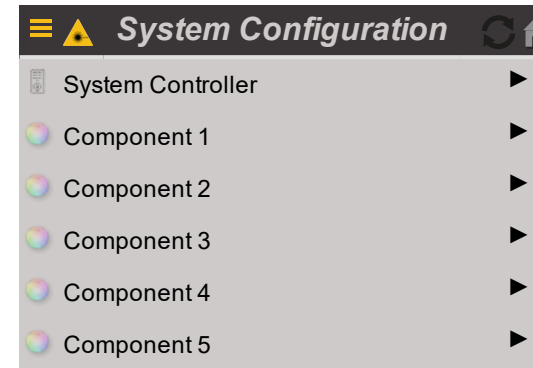 System Configuration
System Controller
Component 1
Component 2
Component 3
Component 4
Component 5